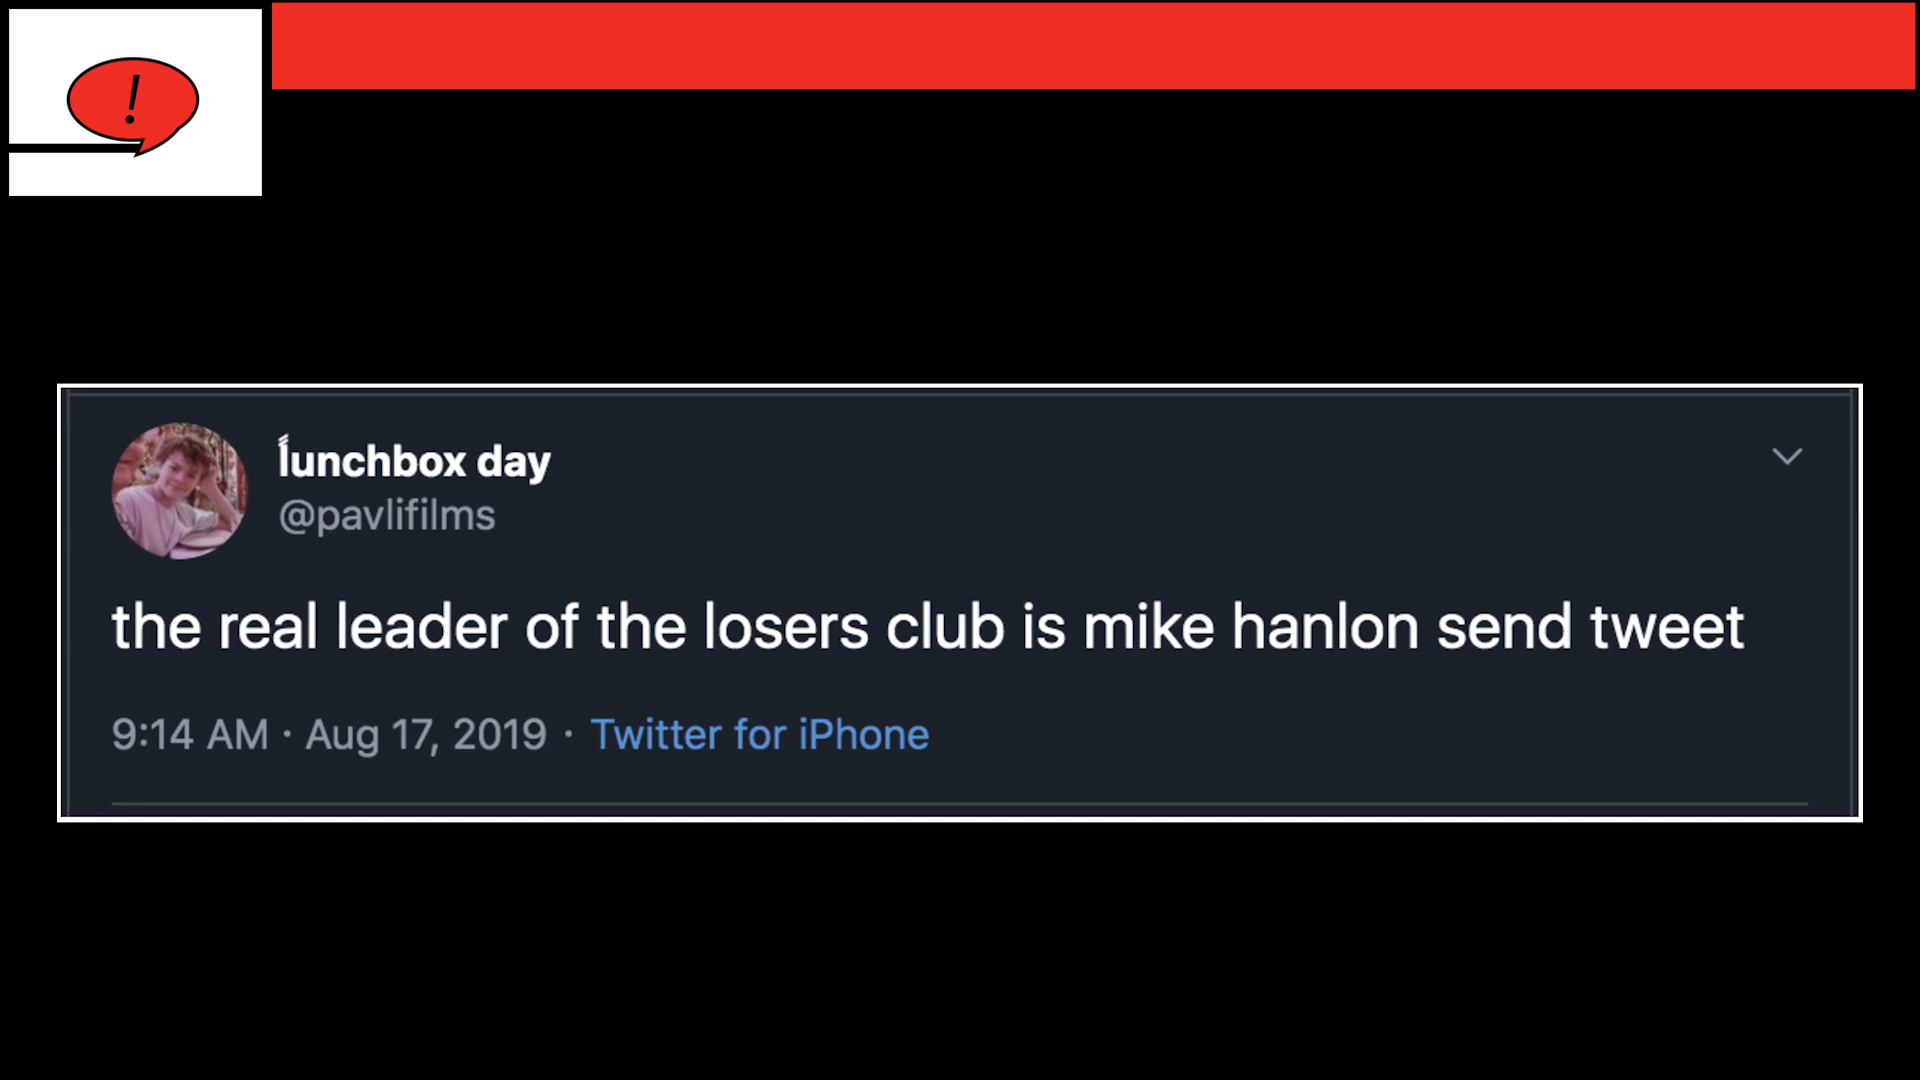 !
lunchbox day
@pavlifilms
the real leader of the losers club is mike hanlon send tweet
9:14 AM · Aug 17, 2019 · Twitter for iPhone